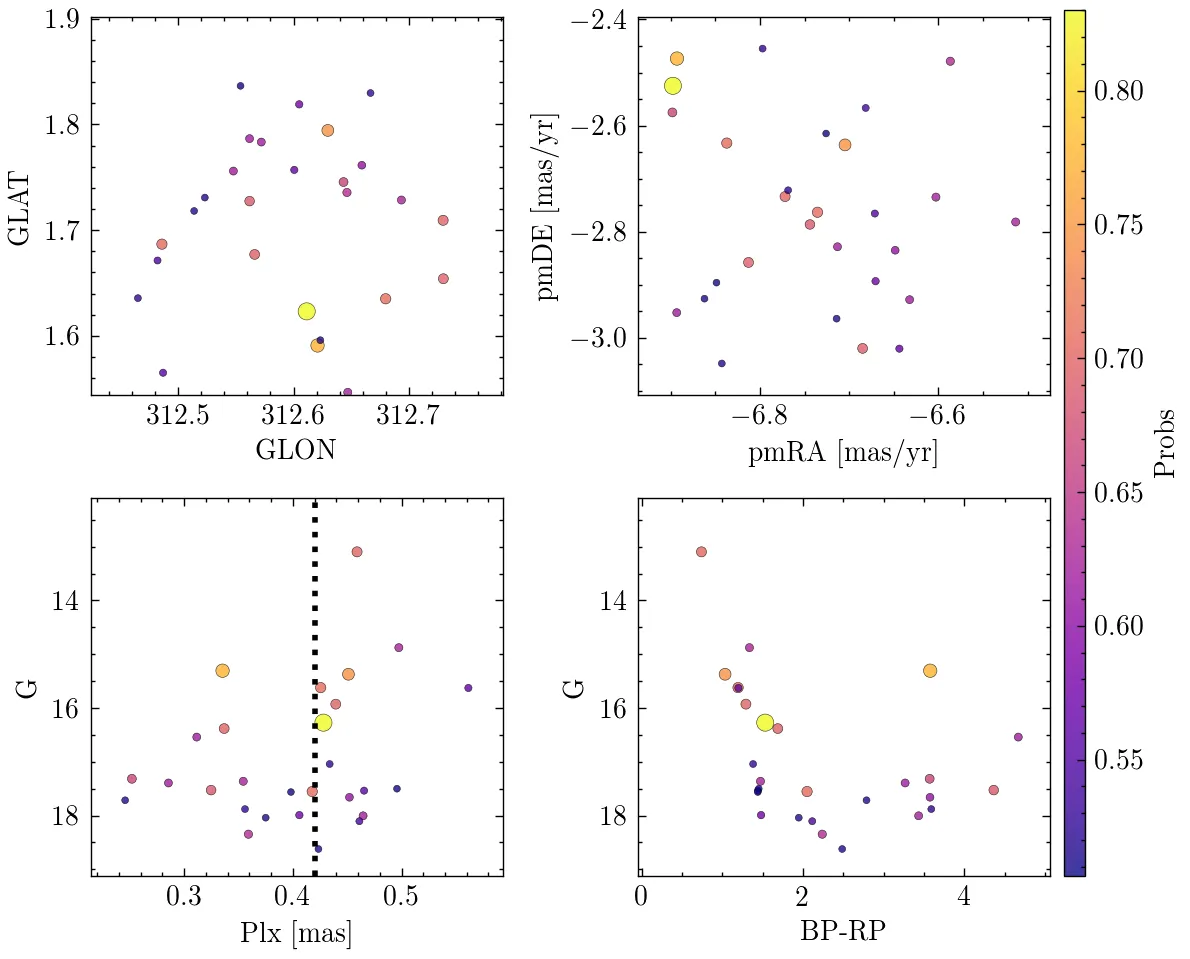 1.9
1.8
1.7
1.6
GLAT
312.5 312.6 312.7
GLON
−2.4
−2.6
−2.8
−3.0
pmDE [mas/yr]
−6.8 −6.6
pmRA [mas/yr]
14
16
18
G
0.3 0.4 0.5
Plx [mas]
14
16
18
G
0 2 4
BP-RP
0.80
0.75
0.70
0.65
0.60
0.55
Probs